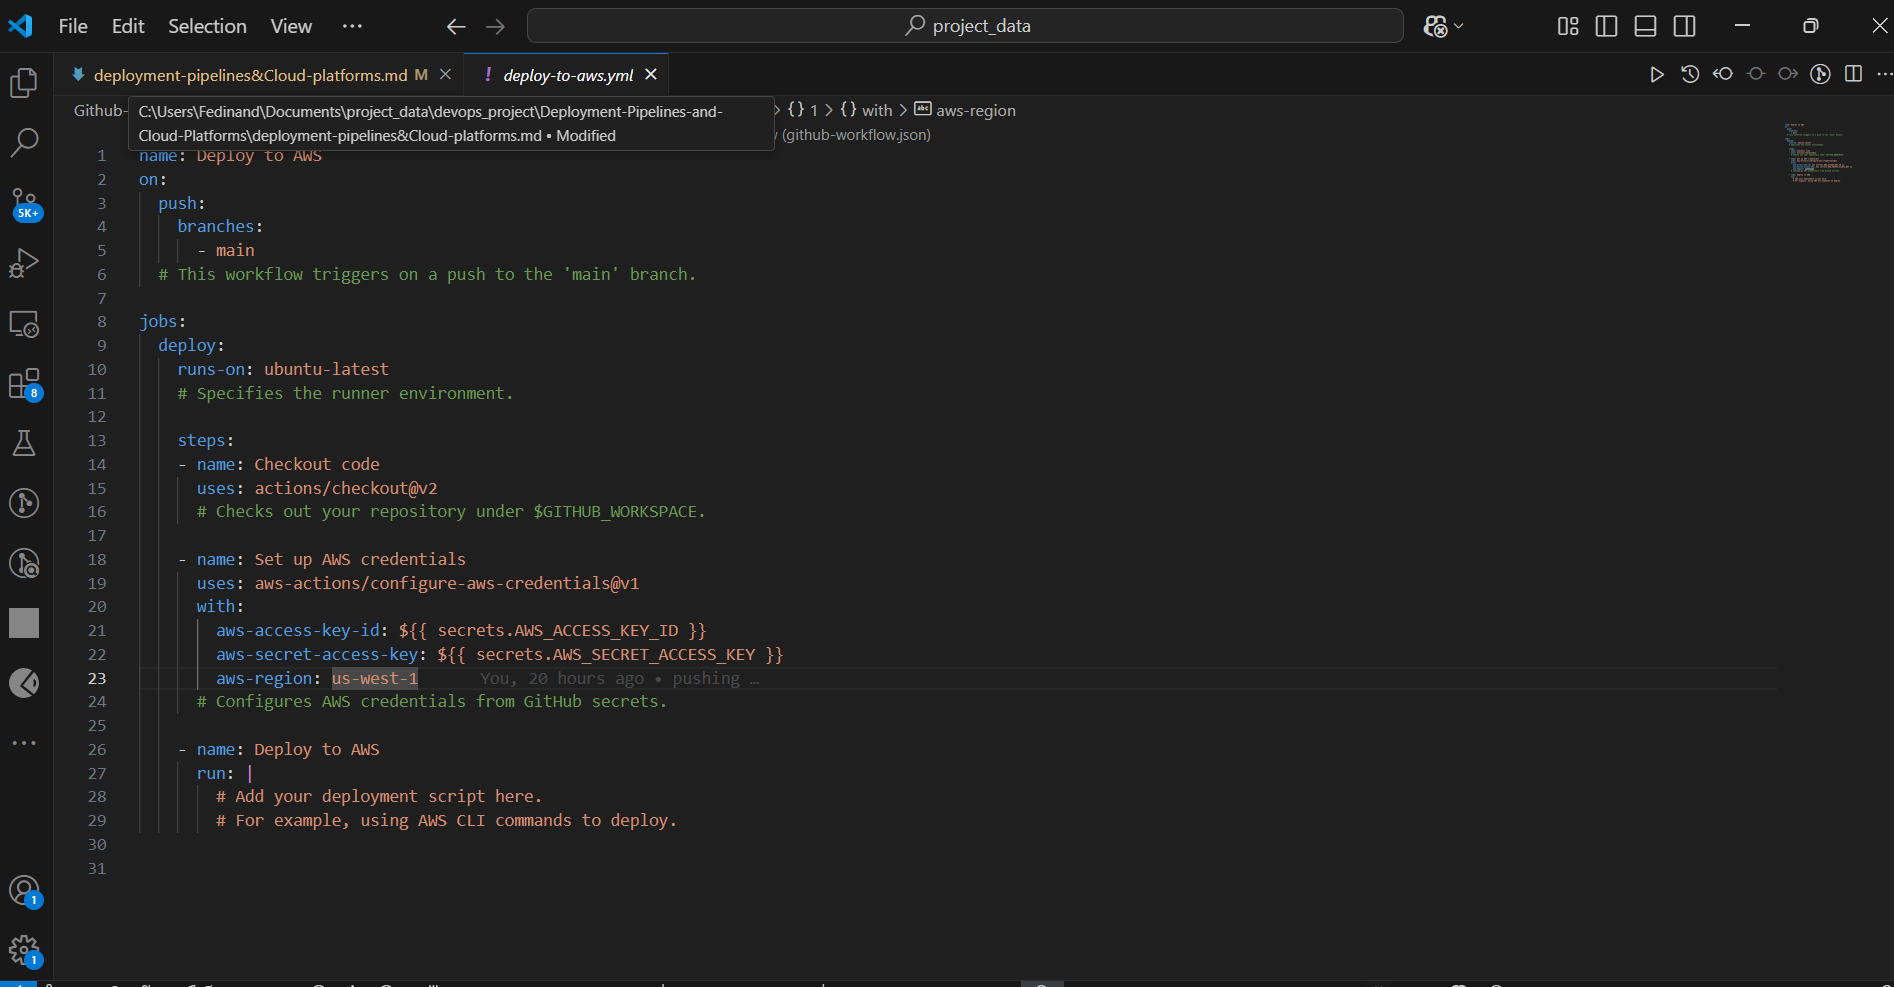 File Edit Selection View ··· project_data
deployment-pipelines&Cloud-platforms.md M deploy-to-aws.yml
Github-
C:\Users\Fedinand\Documents\project_data\devops_project\Deployment-Pipelines-and-
Cloud-Platforms\deployment-pipelines&Cloud-platforms.md • Modified
> {} 1 > {} with > abc aws-region
(github-workflow.json)
1 name: Deploy to AWS
2 on:
3 push:
4 branches:
5 - main
6 # This workflow triggers on a push to the 'main' branch.
7
8 jobs:
9 deploy:
10 runs-on: ubuntu-latest
11 # Specifies the runner environment.
12
13 steps:
14 - name: Checkout code
15 uses: actions/checkout@v2
16 # Checks out your repository under $GITHUB_WORKSPACE.
17
18 - name: Set up AWS credentials
19 uses: aws-actions/configure-aws-credentials@v1
20 with:
21 aws-access-key-id: ${{ secrets.AWS_ACCESS_KEY_ID }}
22 aws-secret-access-key: ${{ secrets.AWS_SECRET_ACCESS_KEY }}
23 aws-region: us-west-1 You, 20 hours ago • pushing …
24 # Configures AWS credentials from GitHub secrets.
25
26 - name: Deploy to AWS
27 run: |
28 # Add your deployment script here.
29 # For example, using AWS CLI commands to deploy.
30
31
5K+
8
1
1